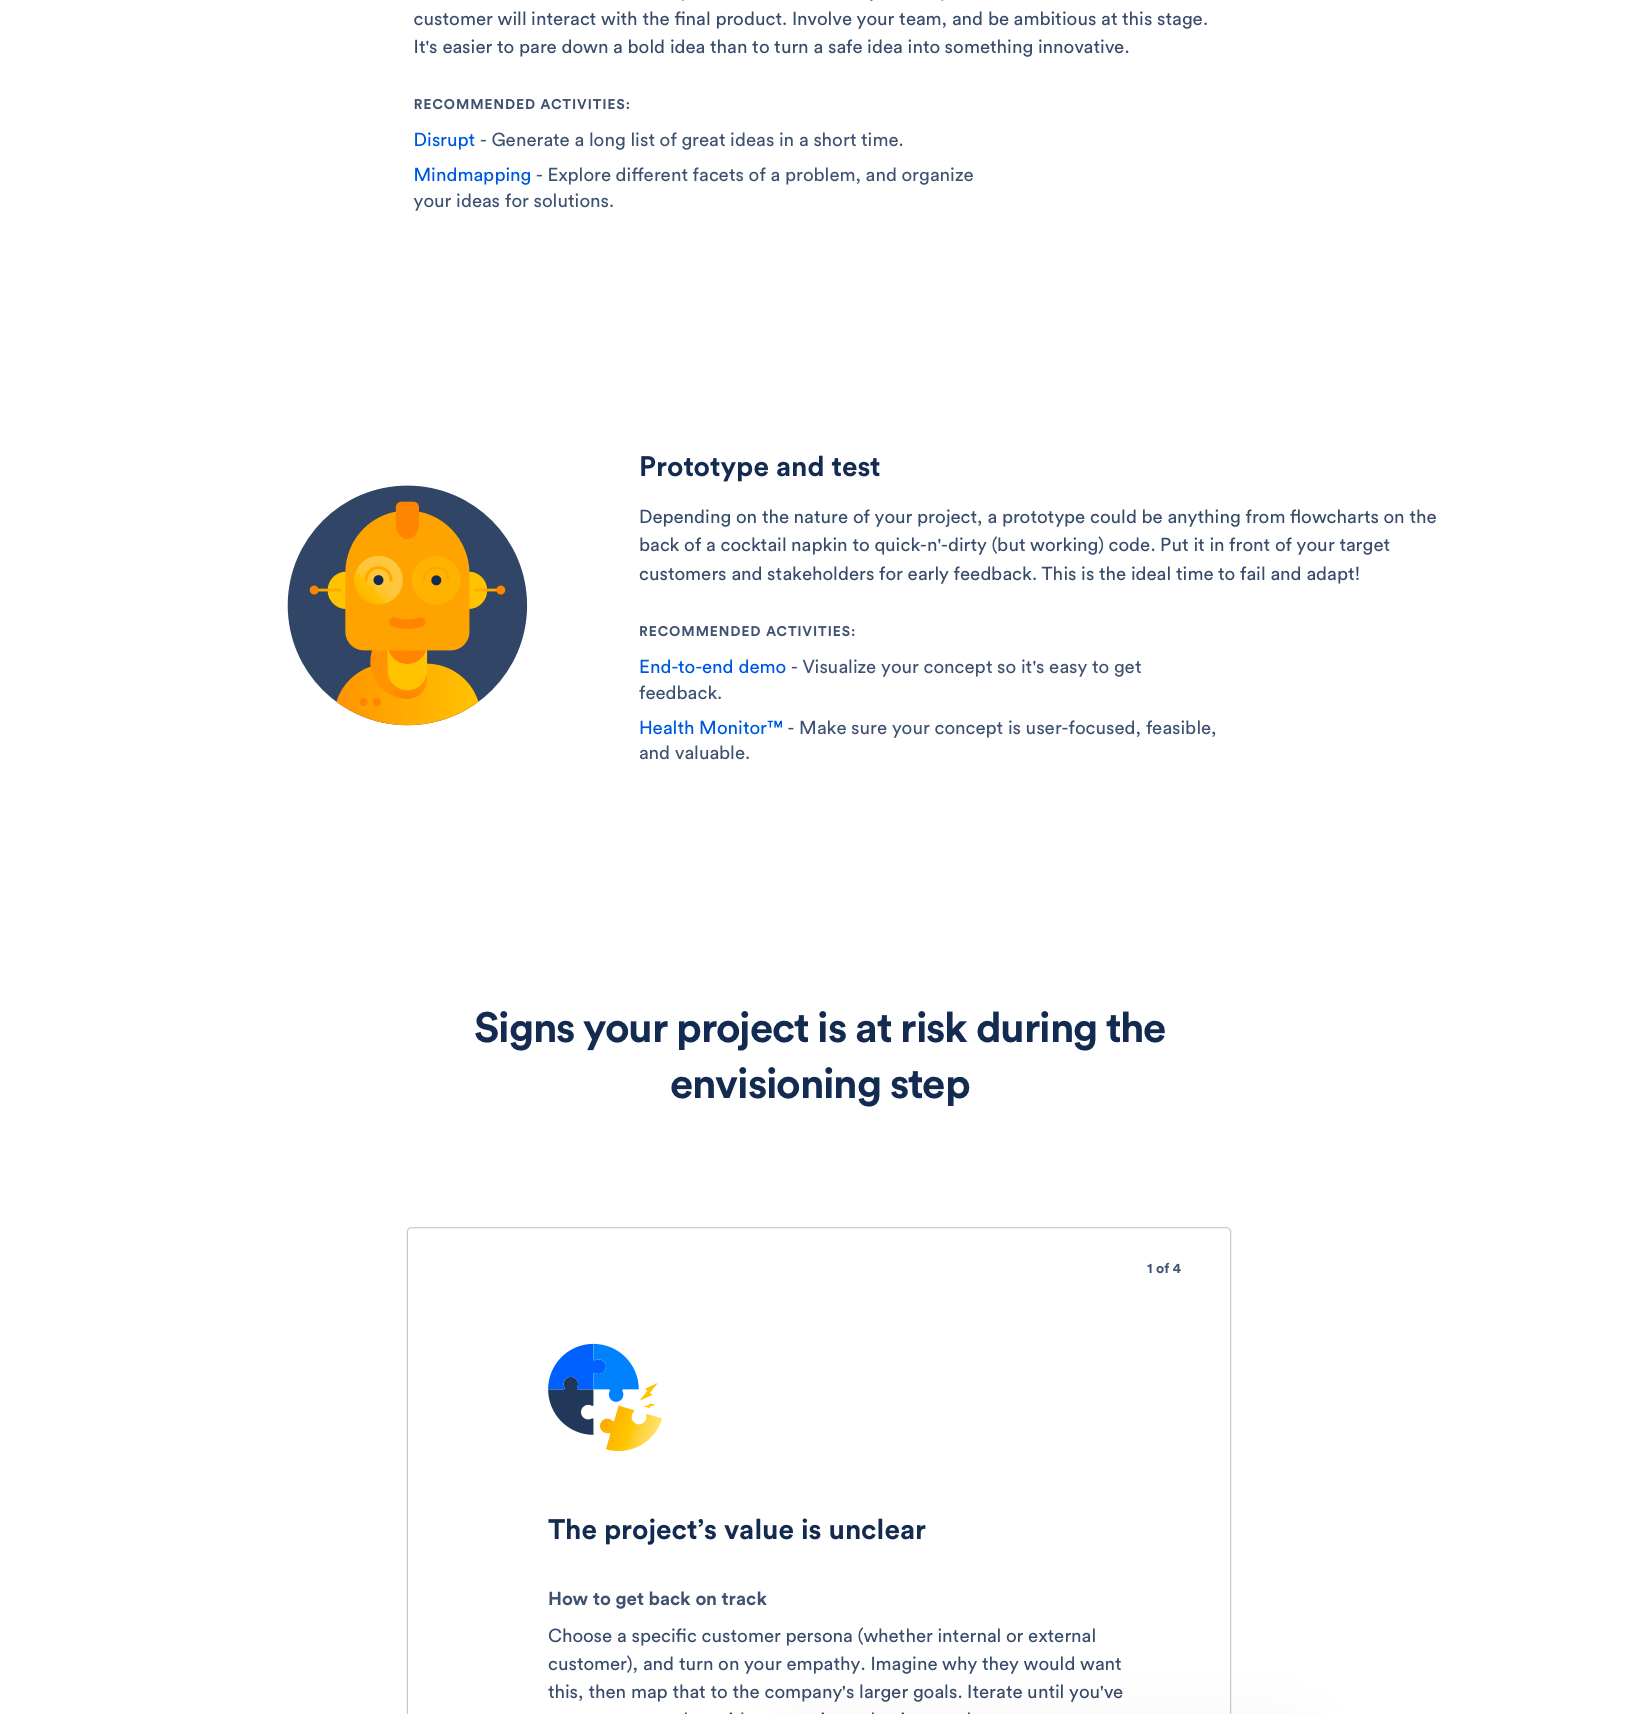 customer will interact with the final product. Involve your team, and be ambitious at this stage.
It's easier to pare down a bold idea than to turn a safe idea into something innovative.
RECOMMENDED ACTIVITIES:
Disrupt - Generate a long list of great ideas in a short time.
Mindmapping - Explore different facets of a problem, and organize
your ideas for solutions.
Prototype and test
Depending on the nature of your project, a prototype could be anything from flowcharts on the
back of a cocktail napkin to quick-n'-dirty (but working) code. Put it in front of your target
customers and stakeholders for early feedback. This is the ideal time to fail and adapt!
RECOMMENDED ACTIVITIES:
End-to-end demo - Visualize your concept so it's easy to get
feedback.
Health Monitor™ - Make sure your concept is user-focused, feasible,
and valuable.
Signs your project is at risk during the
envisioning step
1 of 4
The project’s value is unclear
How to get back on track
Choose a specific customer persona (whether internal or external
customer), and turn on your empathy. Imagine why they would want
this, then map that to the company's larger goals. Iterate until you've